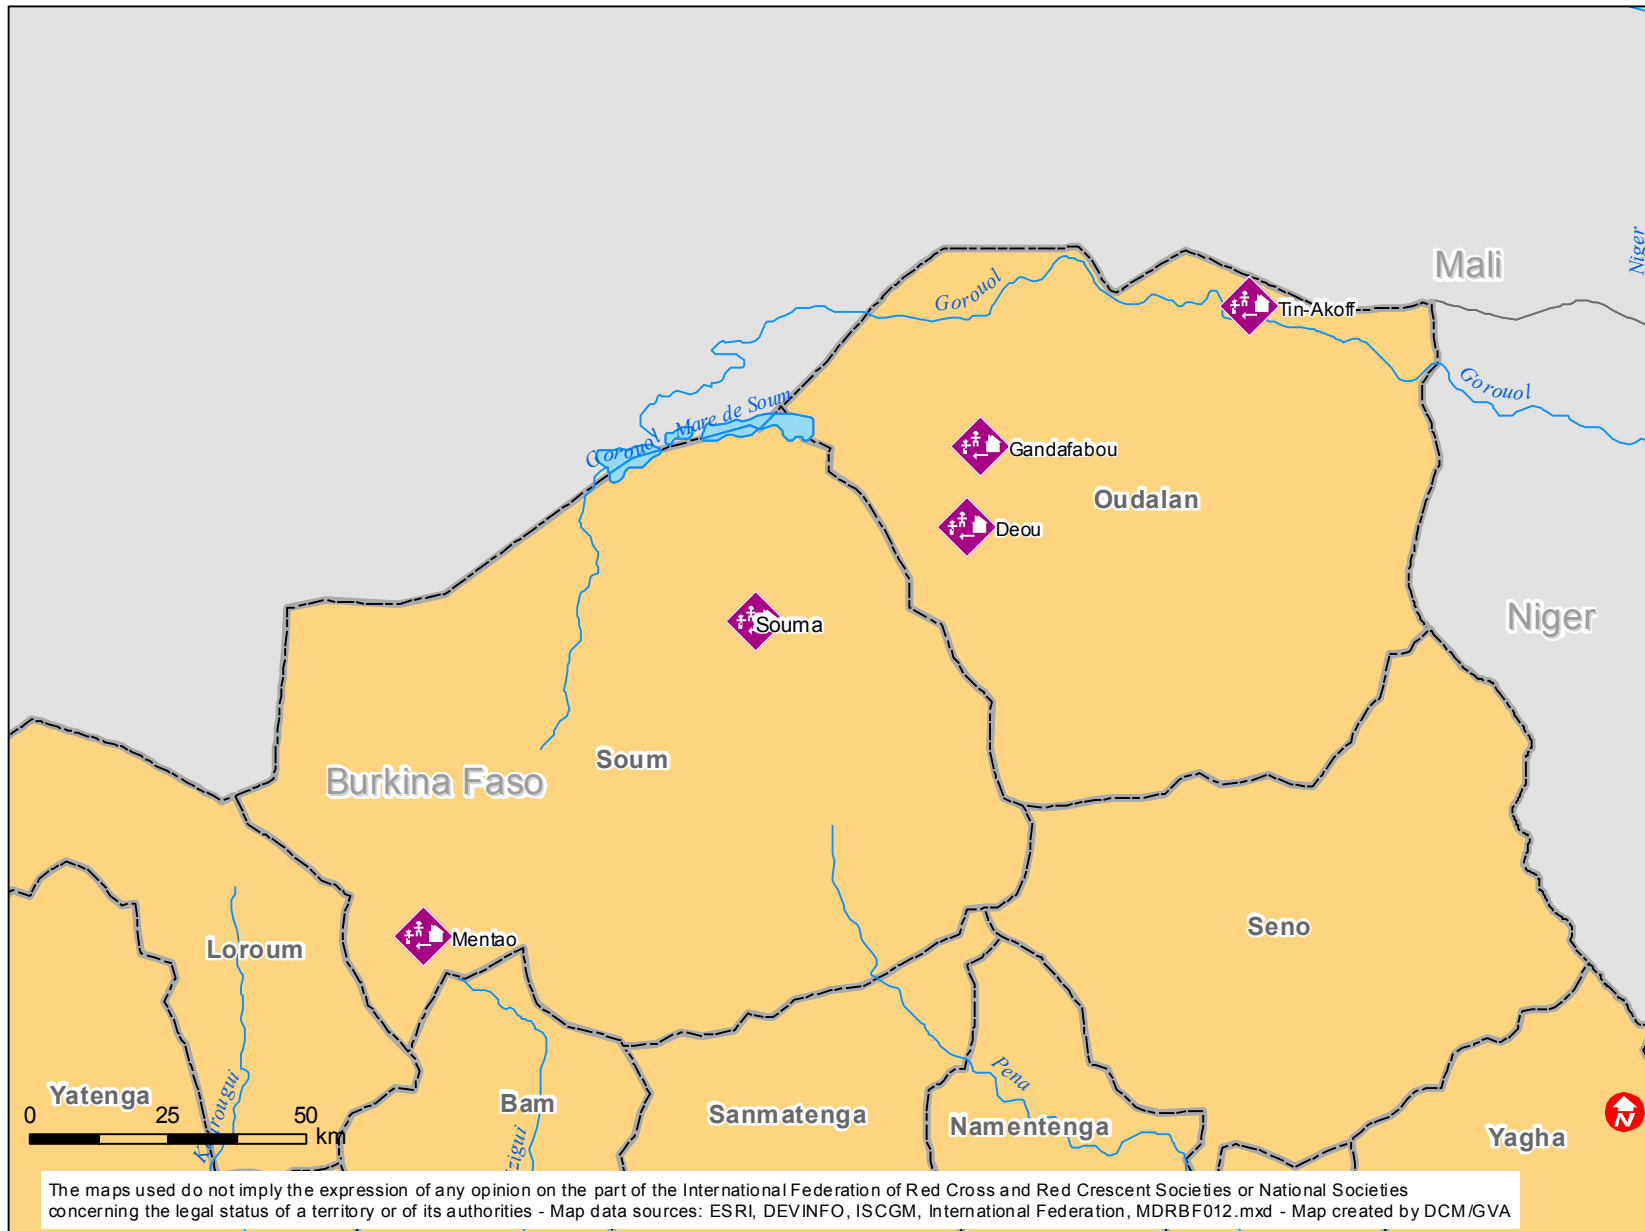 Mali
Niger
Gorouol
Tin-Akoff
Gorouol
Mare de Soum
Gorouol
Gandafabou
Oudalan
Deou
Niger
Souma
Soum
Burkina Faso
Seno
Mentao
Loroum
Pena
Yatenga
Bam
Sanmatenga
Namentenga
Yagha
0 25 50
km
N
zigui
The maps used do not imply the expression of any opinion on the part of the International Federation of Red Cross and Red Crescent Societies or National Societies
concerning the legal status of a territory or of its authorities - Map data sources: ESRI, DEVINFO, ISCGM, International Federation, MDRBF012.mxd - Map created by DCM/GVA